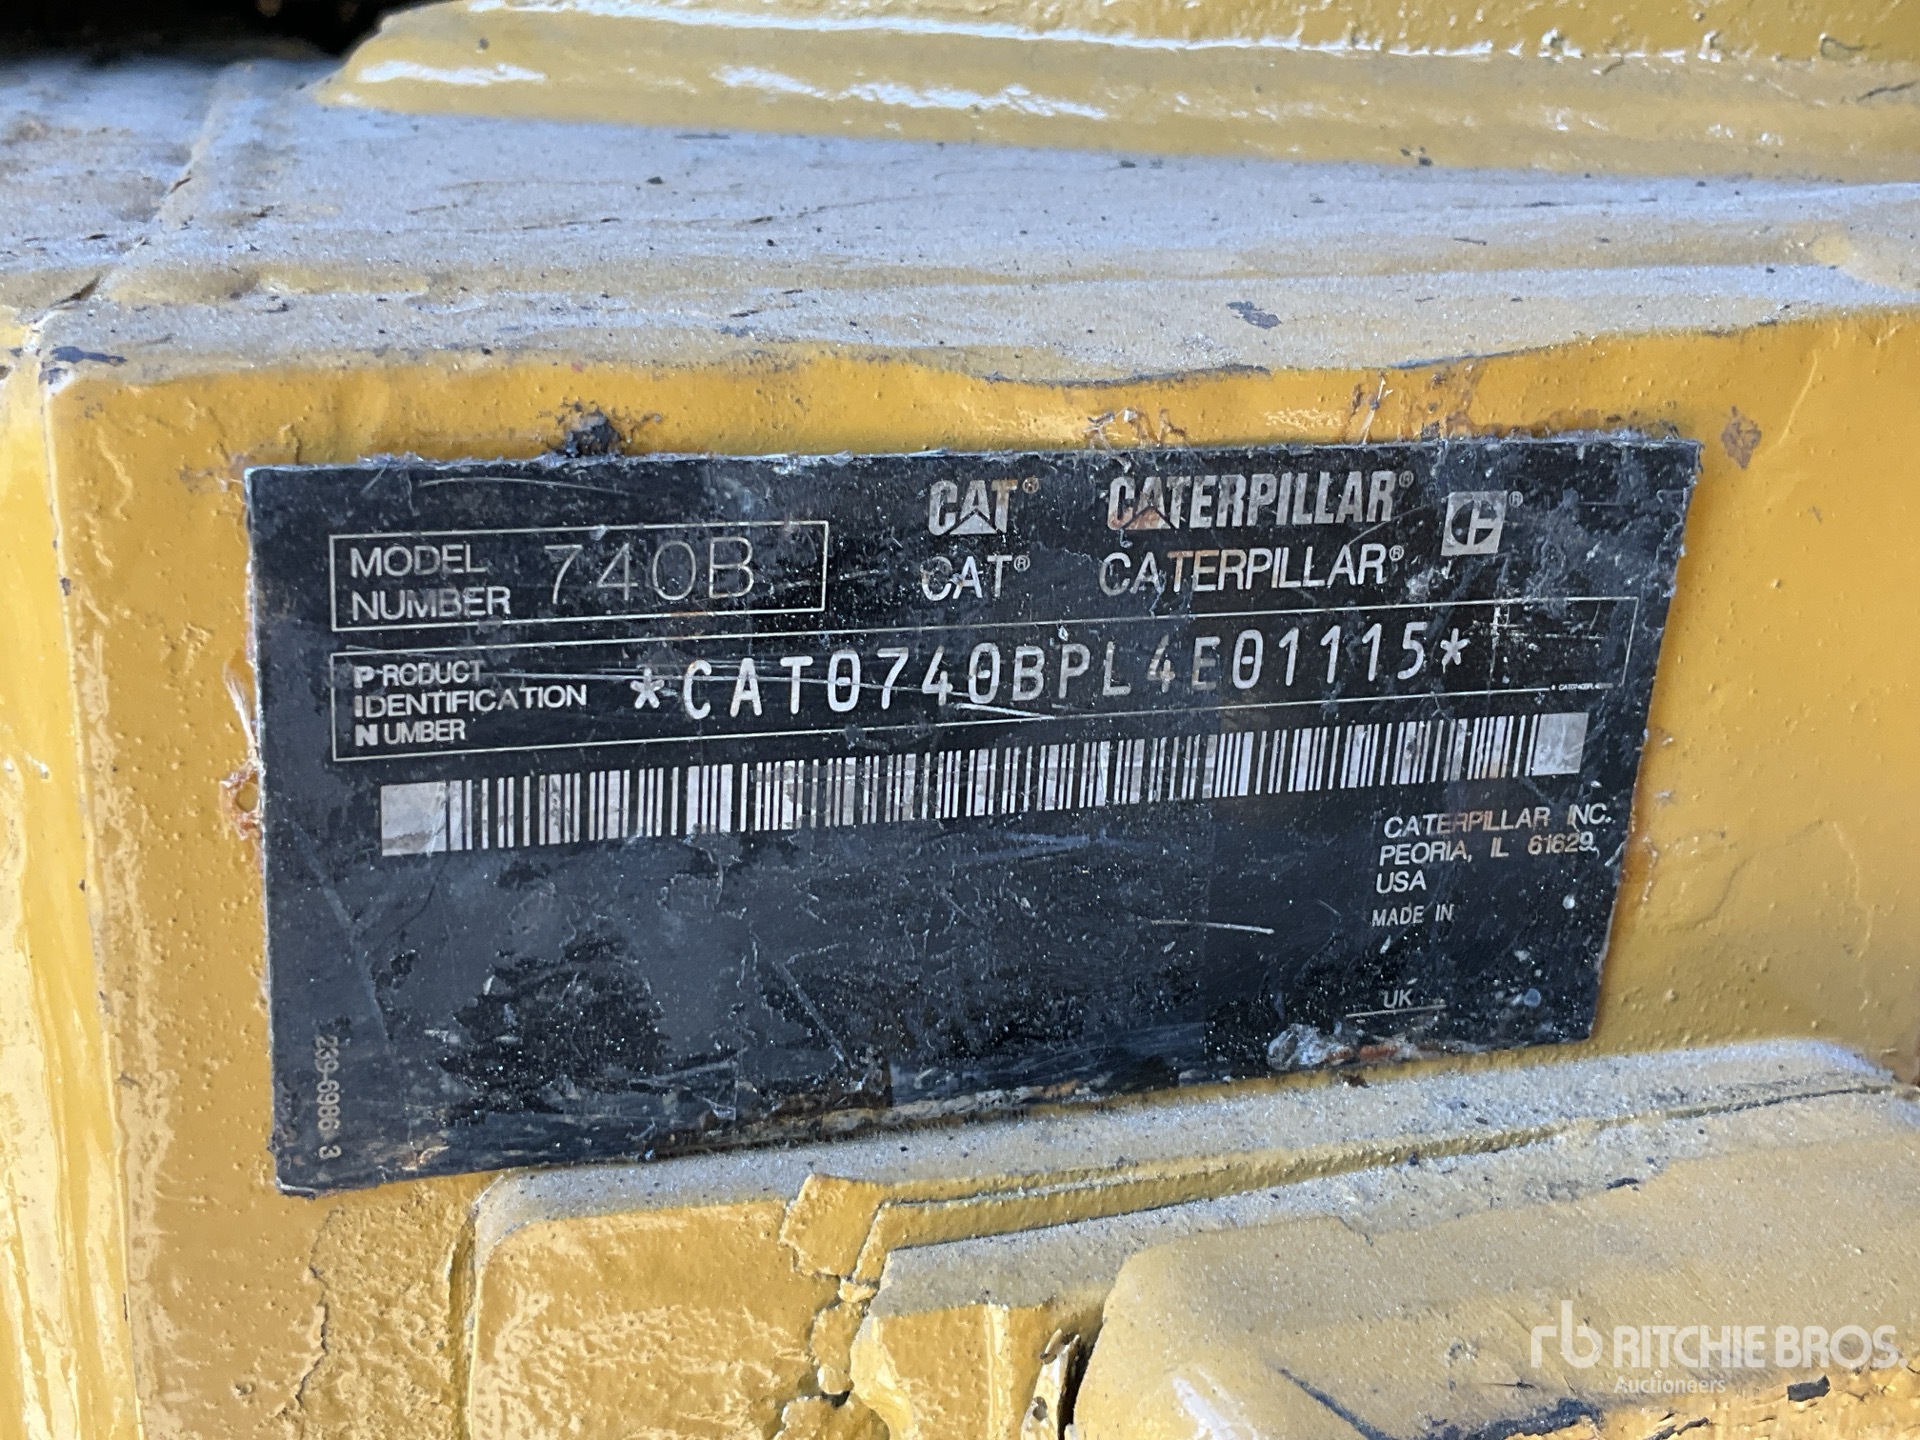 CAT® CATERPILLAR® ®
CAT® CATERPILLAR®
MODEL
NUMBER 740B
PRODUCT
IDENTIFICATION
NUMBER
*CAT0740BPL4E01115*
CATERPILLAR INC.
PEORIA, IL 61629
USA
MADE IN
UK
239-6986 3
rb RITCHIE BROS.
Auctioneers